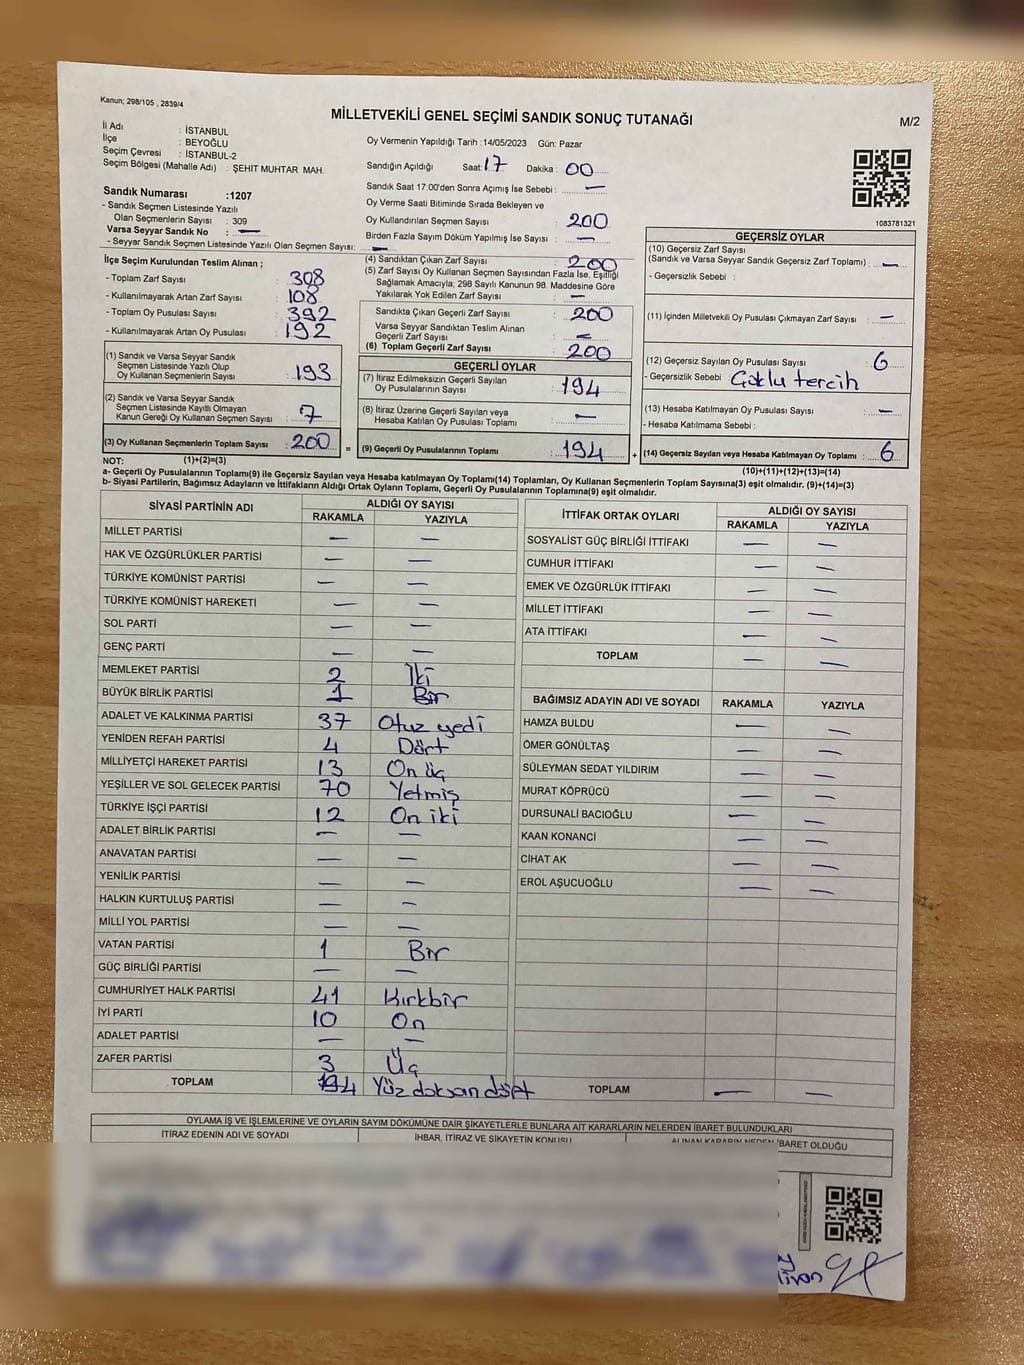 Kanun; 298/105 , 2839/4
MİLLETVEKİLİ GENEL SEÇİMİ SANDIK SONUÇ TUTANAĞI
M/2
İl Adı : İSTANBUL
İlçe : BEYOĞLU
Seçim Çevresi : İSTANBUL-2
Seçim Bölgesi (Mahalle Adı) : ŞEHİT MUHTAR MAH.
Oy Vermenin Yapıldığı Tarih :14/05/2023 Gün: Pazar
Sandığın Açıldığı Saat: 17 Dakika : 00
Sandık Saat 17:00'den Sonra Açılmış İse Sebebi : —
Oy Verme Saati Bitiminde Sırada Bekleyen ve
Oy Kullandırılan Seçmen Sayısı : 200
Birden Fazla Sayım Döküm Yapılmış İse Sayısı : —
Sandık Numarası :1207
- Sandık Seçmen Listesinde Yazılı
Olan Seçmenlerin Sayısı : 309
Varsa Seyyar Sandık No : —
- Seyyar Sandık Seçmen Listesinde Yazılı Olan Seçmen Sayısı: —
1083781321
İlçe Seçim Kurulundan Teslim Alınan ;
- Toplam Zarf Sayısı : 308
- Kullanılmayarak Artan Zarf Sayısı : 108
- Toplam Oy Pusulası Sayısı : 392
- Kullanılmayarak Artan Oy Pusulası : 192
(1) Sandık ve Varsa Seyyar Sandık
Seçmen Listesinde Yazılı Olup
Oy Kullanan Seçmenlerin Sayısı : 193
(2) Sandık ve Varsa Seyyar Sandık
Seçmen Listesinde Kayıtlı Olmayan
Kanun Gereği Oy Kullanan Seçmen Sayısı : 7
(3) Oy Kullanan Seçmenlerin Toplam Sayısı : 200 =
(4) Sandıktan Çıkan Zarf Sayısı : 200
(5) Zarf Sayısı Oy Kullanan Seçmen Sayısından Fazla İse, Eşitliği
Sağlamak Amacıyla; 298 Sayılı Kanunun 98. Maddesine Göre
Yakılarak Yok Edilen Zarf Sayısı : —
Sandıkta Çıkan Geçerli Zarf Sayısı : 200
Varsa Seyyar Sandıktan Teslim Alınan
Geçerli Zarf Sayısı : —
(6) Toplam Geçerli Zarf Sayısı : 200
GEÇERLİ OYLAR
(7) İtiraz Edilmeksizin Geçerli Sayılan
Oy Pusulalarının Sayısı : 194
(8) İtiraz Üzerine Geçerli Sayılan veya
Hesaba Katılan Oy Pusulaları Toplamı : —
(9) Geçerli Oy Pusulalarının Toplamı : 194 +
GEÇERSİZ OYLAR
(10) Geçersiz Zarf Sayısı
(Sandık ve Varsa Seyyar Sandık Geçersiz Zarf Toplamı) : —
- Geçersizlik Sebebi :
(11) İçinden Milletvekili Oy Pusulası Çıkmayan Zarf Sayısı : —
(12) Geçersiz Sayılan Oy Pusulası Sayısı : 6
- Geçersizlik Sebebi Çoklu tercih
(13) Hesaba Katılmayan Oy Pusulası Sayısı : —
- Hesaba Katılmama Sebebi :
(14) Geçersiz Sayılan veya Hesaba Katılmayan Oy Toplamı : 6
NOT: (1)+(2)=(3)
(10)+(11)+(12)+(13)=(14)
a- Geçerli Oy Pusulalarının Toplamı(9) ile Geçersiz Sayılan veya Hesaba katılmayan Oy Toplamı(14) Toplamları, Oy Kullanan Seçmenlerin Toplam Sayısına(3) eşit olmalıdır. (9)+(14)=(3)
b- Siyasi Partilerin, Bağımsız Adayların ve İttifakların Aldığı Ortak Oyların Toplamı, Geçerli Oy Pusulalarının Toplamına(9) eşit olmalıdır.
SİYASİ PARTİNİN ADI ALDIĞI OY SAYISI
RAKAMLA YAZIYLA
MİLLET PARTİSİ — —
HAK VE ÖZGÜRLÜKLER PARTİSİ — —
TÜRKİYE KOMÜNİST PARTİSİ — —
TÜRKİYE KOMÜNİST HAREKETİ — —
SOL PARTİ — —
GENÇ PARTİ — —
MEMLEKET PARTİSİ 2 İki
BÜYÜK BİRLİK PARTİSİ 1 Bir
ADALET VE KALKINMA PARTİSİ 37 Otuz yedi
YENİDEN REFAH PARTİSİ 4 Dört
MİLLİYETÇİ HAREKET PARTİSİ 13 On üç
YEŞİLLER VE SOL GELECEK PARTİSİ 70 Yetmiş
TÜRKİYE İŞÇİ PARTİSİ 12 On iki
ADALET BİRLİK PARTİSİ — —
ANAVATAN PARTİSİ — —
YENİLİK PARTİSİ — —
HALKIN KURTULUŞ PARTİSİ — —
MİLLİ YOL PARTİSİ — —
VATAN PARTİSİ 1 Bir
GÜÇ BİRLİĞİ PARTİSİ — —
CUMHURİYET HALK PARTİSİ 41 Kırkbir
İYİ PARTİ 10 On
ADALET PARTİSİ — —
ZAFER PARTİSİ 3 Üç
TOPLAM 194 Yüz doksan dört
İTTİFAK ORTAK OYLARI ALDIĞI OY SAYISI
RAKAMLA YAZIYLA
SOSYALİST GÜÇ BİRLİĞİ İTTİFAKI — —
CUMHUR İTTİFAKI — —
EMEK VE ÖZGÜRLÜK İTTİFAKI — —
MİLLET İTTİFAKI — —
ATA İTTİFAKI — —
TOPLAM — —
BAĞIMSIZ ADAYIN ADI VE SOYADI RAKAMLA YAZIYLA
HAMZA BULDU — —
ÖMER GÖNÜLTAŞ — —
SÜLEYMAN SEDAT YILDIRIM — —
MURAT KÖPRÜCÜ — —
DURSUNALİ BACIOĞLU — —
KAAN KONANCI — —
CİHAT AK — —
EROL AŞUCUOĞLU — —
TOPLAM — —
OYLAMA İŞ VE İŞLEMLERİNE VE OYLARIN SAYIM DÖKÜMÜNE DAİR ŞİKAYETLERLE BUNLARA AİT KARARLARIN NELERDEN İBARET BULUNDUKLARI
İTİRAZ EDENİN ADI VE SOYADI İHBAR, İTİRAZ VE ŞİKAYETİN KONUSU ALINAN KARARIN NEDEN İBARET OLDUĞU